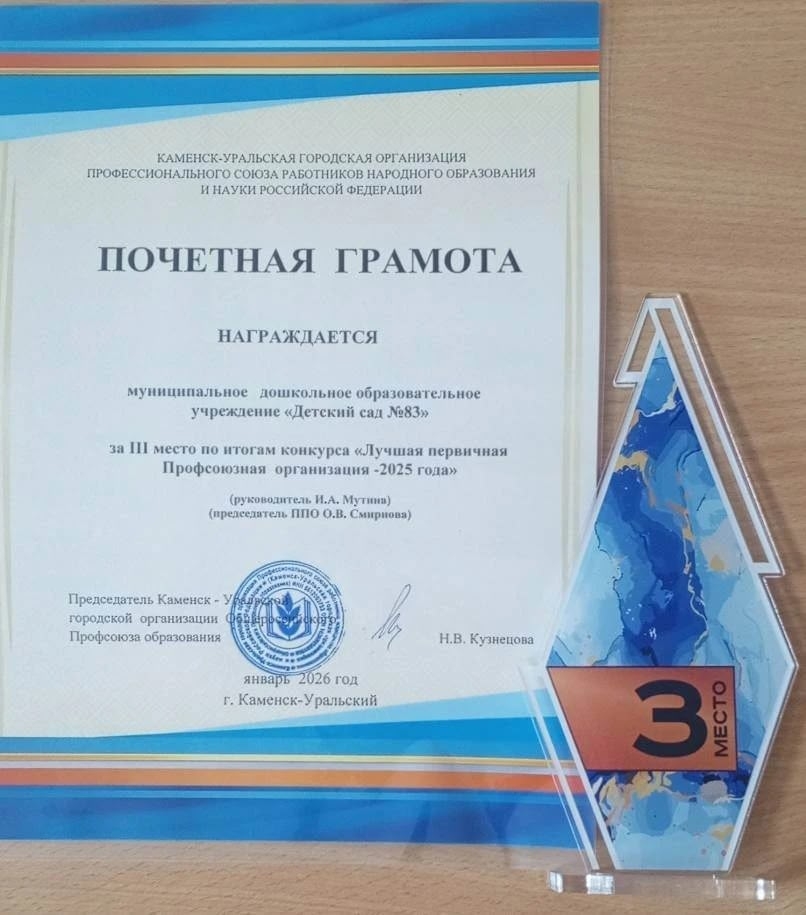 КАМЕНСК-УРАЛЬСКАЯ ГОРОДСКАЯ ОРГАНИЗАЦИЯ
ПРОФЕССИОНАЛЬНОГО СОЮЗА РАБОТНИКОВ НАРОДНОГО ОБРАЗОВАНИЯ
И НАУКИ РОССИЙСКОЙ ФЕДЕРАЦИИ
ПОЧЕТНАЯ ГРАМОТА
НАГРАЖДАЕТСЯ
муниципальное дошкольное образовательное
учреждение «Детский сад №83»
за III место по итогам конкурса «Лучшая первичная
Профсоюзная организация -2025 года»
(руководитель И.А. Мутина)
(председатель ППО О.В. Смирнова)
Председатель Каменск - Уральской
городской организации Общероссийского
Профсоюза образования
Н.В. Кузнецова
январь 2026 год
г. Каменск-Уральский
3
МЕСТО